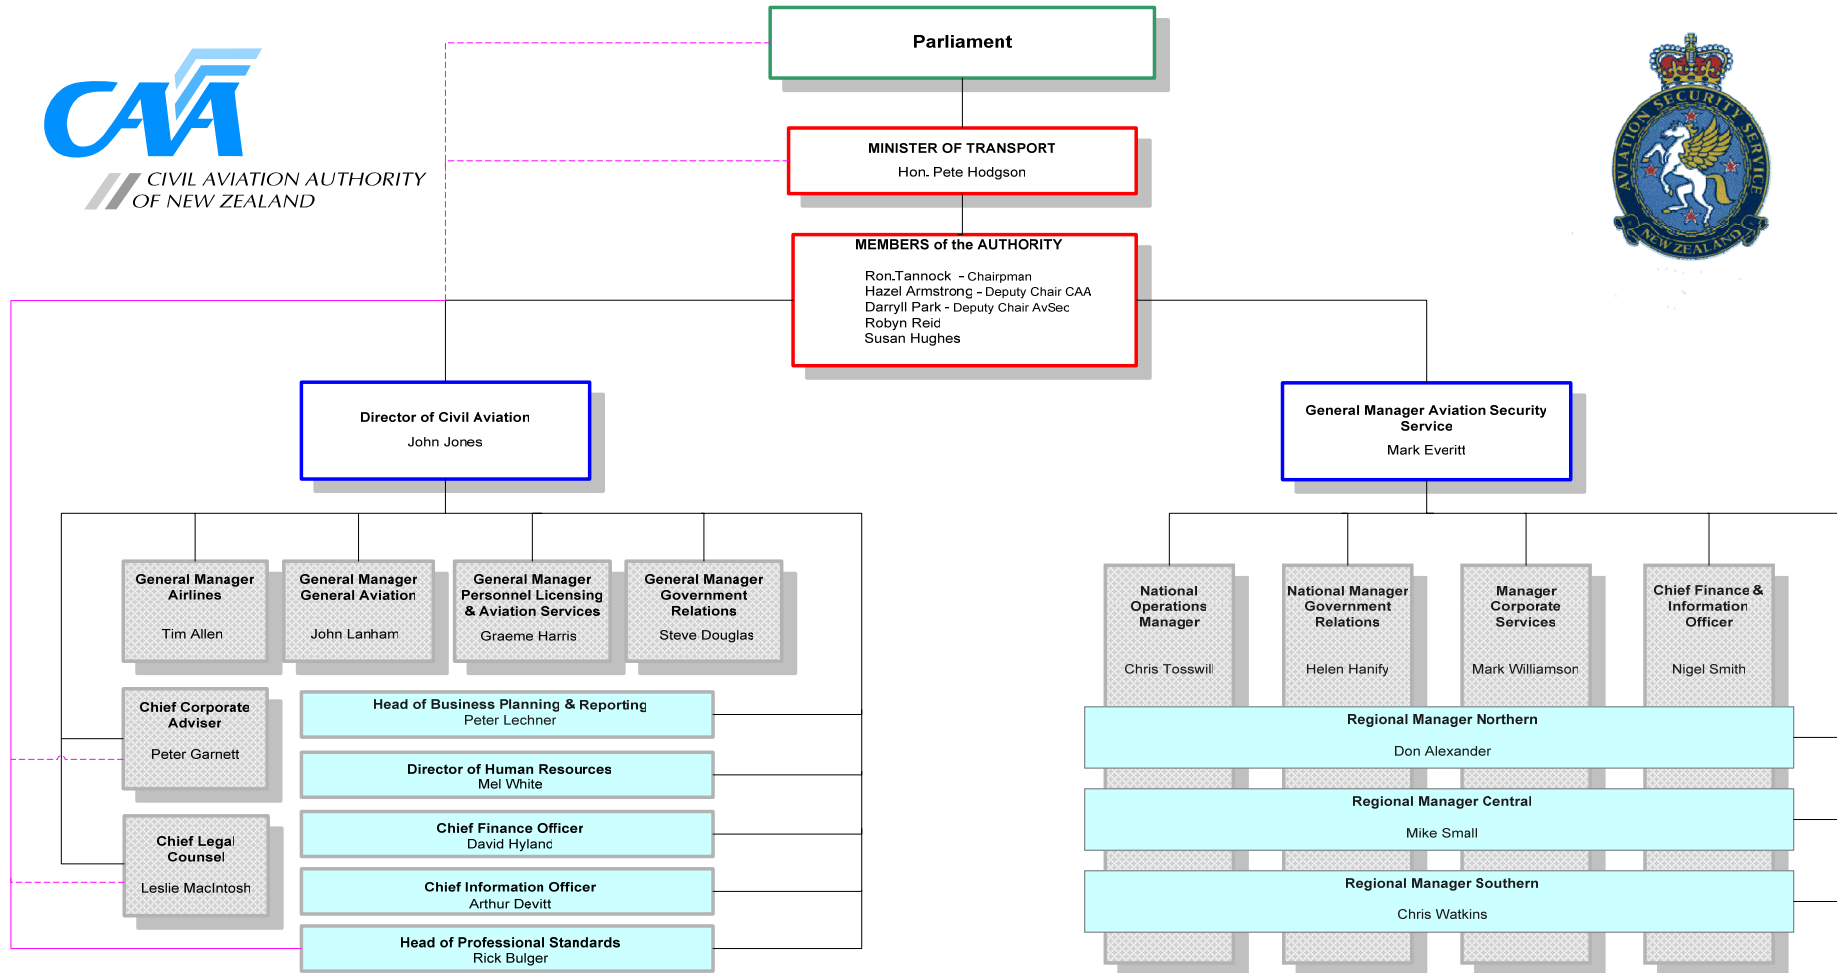 Parliament
CAA
CIVIL AVIATION AUTHORITY
OF NEW ZEALAND
AVIATION SECURITY SERVICE
NEW ZEALAND
MINISTER OF TRANSPORT
Hon. Pete Hodgson
MEMBERS of the AUTHORITY
Ron.Tannock - Chairpman
Hazel Armstrong - Deputy Chair CAA
Darryll Park - Deputy Chair AvSec
Robyn Reid
Susan Hughes
Director of Civil Aviation
John Jones
General Manager Aviation Security
Service
Mark Everitt
General Manager
Airlines
Tim Allen
General Manager
General Aviation
John Lanham
General Manager
Personnel Licensing
& Aviation Services
Graeme Harris
General Manager
Government
Relations
Steve Douglas
National
Operations
Manager
Chris Tosswill
National Manager
Government
Relations
Helen Hanify
Manager
Corporate
Services
Mark Williamson
Chief Finance &
Information
Officer
Nigel Smith
Chief Corporate
Adviser
Peter Garnett
Chief Legal
Counsel
Leslie MacIntosh
Head of Business Planning & Reporting
Peter Lechner
Director of Human Resources
Mel White
Chief Finance Officer
David Hyland
Chief Information Officer
Arthur Devitt
Head of Professional Standards
Rick Bulger
Regional Manager Northern
Don Alexander
Regional Manager Central
Mike Small
Regional Manager Southern
Chris Watkins